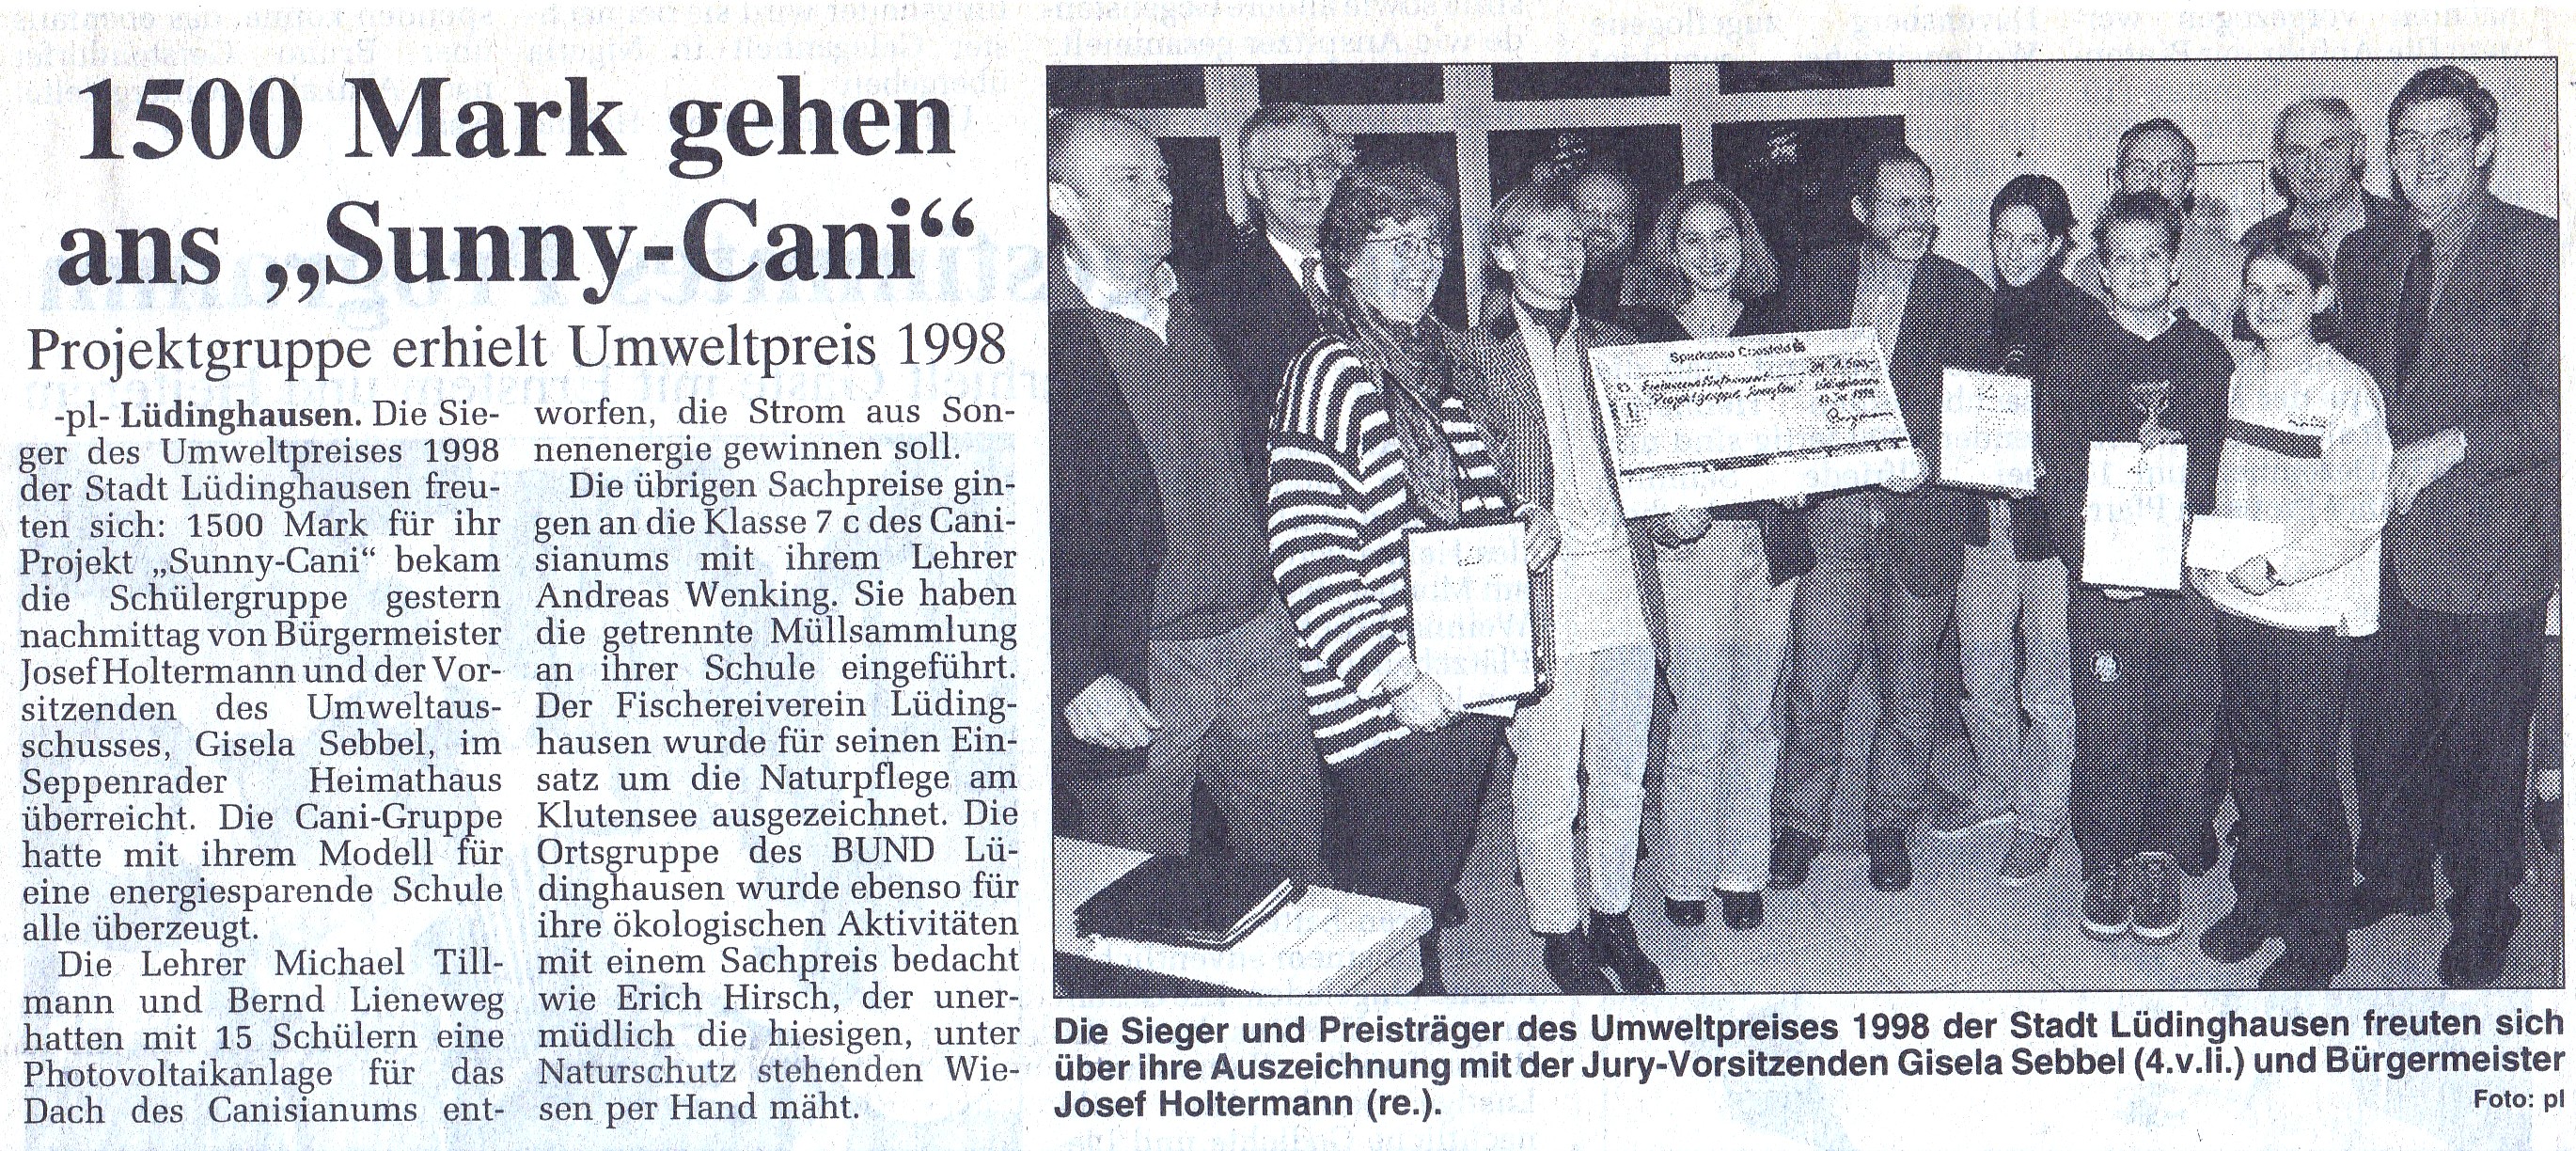 1500 Mark gehen
ans „Sunny-Cani“
Projektgruppe erhielt Umweltpreis 1998
-pl- Lüdinghausen. Die Sie-
ger des Umweltpreises 1998
der Stadt Lüdinghausen freu-
ten sich: 1500 Mark für ihr
Projekt „Sunny-Cani“ bekam
die Schülergruppe gestern
nachmittag von Bürgermeister
Josef Holtermann und der Vor-
sitzenden des Umweltaus-
schusses, Gisela Sebbel, im
Seppenrader Heimathaus
überreicht. Die Cani-Gruppe
hatte mit ihrem Modell für
eine energiesparende Schule
alle überzeugt.
Die Lehrer Michael Till-
mann und Bernd Lieneweg
hatten mit 15 Schülern eine
Photovoltaikanlage für das
Dach des Canisianums ent-
worfen, die Strom aus Son-
nenenergie gewinnen soll.
Die übrigen Sachpreise gin-
gen an die Klasse 7 c des Cani-
sianums mit ihrem Lehrer
Andreas Wenking. Sie haben
die getrennte Müllsammlung
an ihrer Schule eingeführt.
Der Fischereiverein Lüding-
hausen wurde für seinen Ein-
satz um die Naturpflege am
Klutensee ausgezeichnet. Die
Ortsgruppe des BUND Lü-
dinghausen wurde ebenso für
ihre ökologischen Aktivitäten
mit einem Sachpreis bedacht
wie Erich Hirsch, der uner-
müdlich die hiesigen, unter
Naturschutz stehenden Wie-
sen per Hand mäht.
Sparkasse Coesfeld
Projektgruppe
Die Sieger und Preisträger des Umweltpreises 1998 der Stadt Lüdinghausen freuten sich
über ihre Auszeichnung mit der Jury-Vorsitzenden Gisela Sebbel (4.v.li.) und Bürgermeister
Josef Holtermann (re.).
Foto: pl